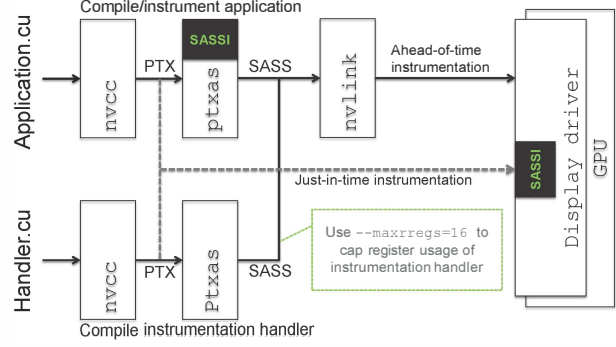 Compile/instrument application
Application.cu
nvcc
PTX
SASSI
ptxas
SASS
nvlink
Ahead-of-time
instrumentation
SASSI
Display driver
GPU
Just-in-time instrumentation
Handler.cu
nvcc
PTX
Ptxas
SASS
Use --maxrregs=16 to
cap register usage of
instrumentation handler
Compile instrumentation handler